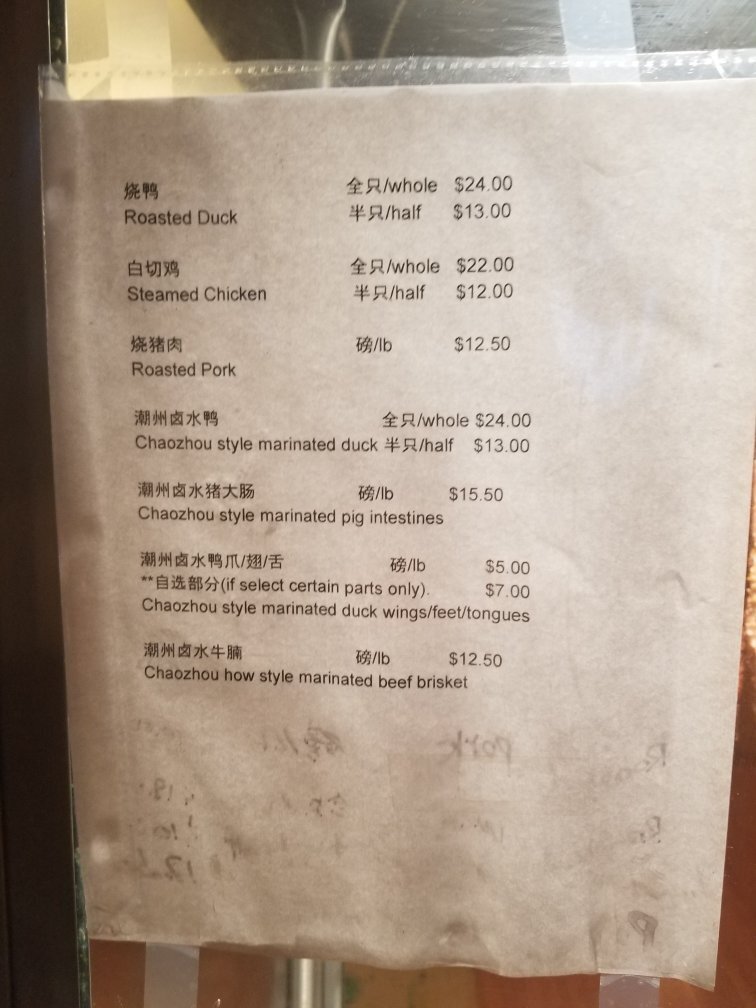 烧鸭 全只/whole $24.00
Roasted Duck 半只/half $13.00
白切鸡 全只/whole $22.00
Steamed Chicken 半只/half $12.00
烧猪肉 磅/lb $12.50
Roasted Pork
潮州卤水鸭 全只/whole $24.00
Chaozhou style marinated duck 半只/half $13.00
潮州卤水猪大肠 磅/lb $15.50
Chaozhou style marinated pig intestines
潮州卤水鸭爪/翅/舌 磅/lb $5.00
**自选部分(if select certain parts only). $7.00
Chaozhou style marinated duck wings/feet/tongues
潮州卤水牛腩 磅/lb $12.50
Chaozhou how style marinated beef brisket
Pork